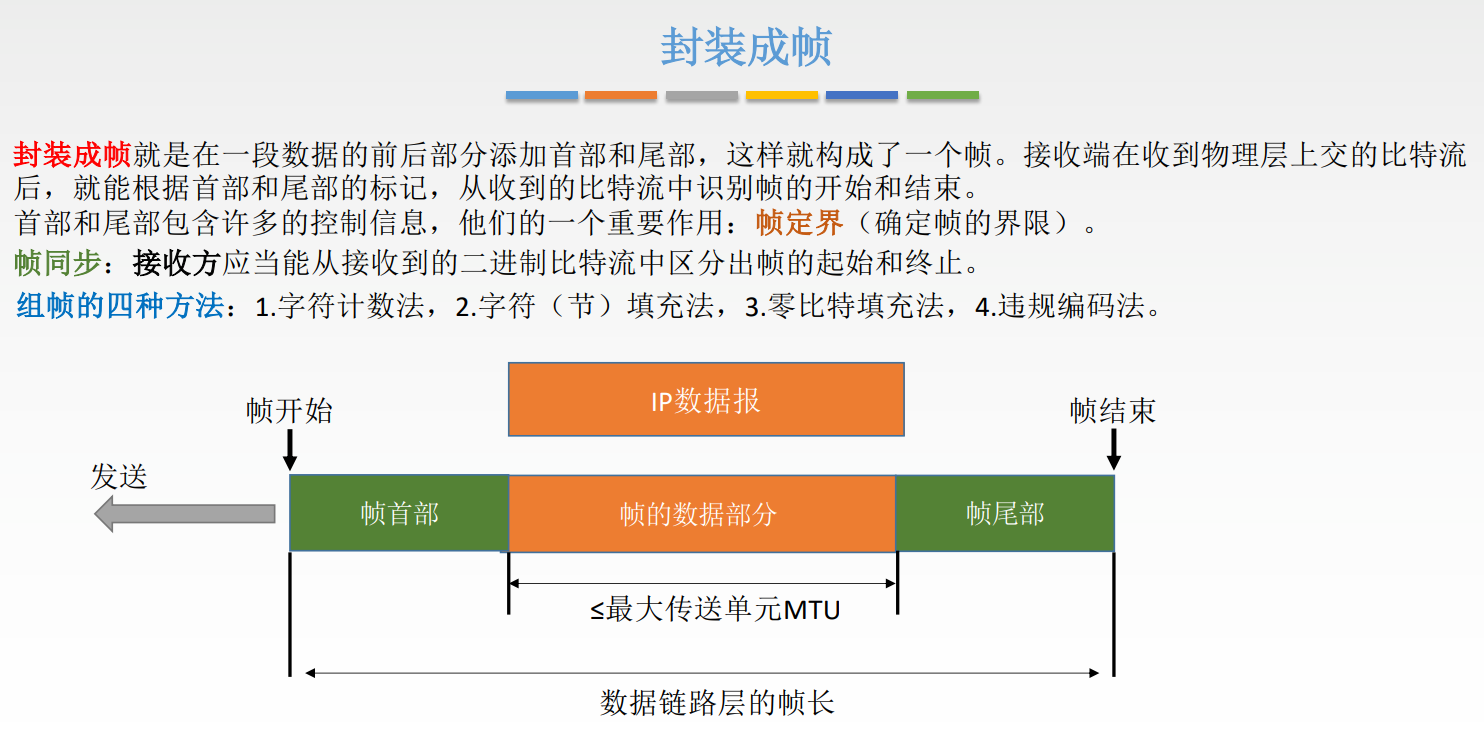 封装成帧
封装成帧就是在一段数据的前后部分添加首部和尾部，这样就构成了一个帧。接收端在收到物理层上交的比特流
后，就能根据首部和尾部的标记，从收到的比特流中识别帧的开始和结束。
首部和尾部包含许多的控制信息，他们的一个重要作用：帧定界（确定帧的界限）。
帧同步：接收方应当能从接收到的二进制比特流中区分出帧的起始和终止。
组帧的四种方法：1.字符计数法，2.字符（节）填充法，3.零比特填充法，4.违规编码法。
IP数据报
帧开始
帧结束
发送
帧首部
帧的数据部分
帧尾部
≤最大传送单元MTU
数据链路层的帧长